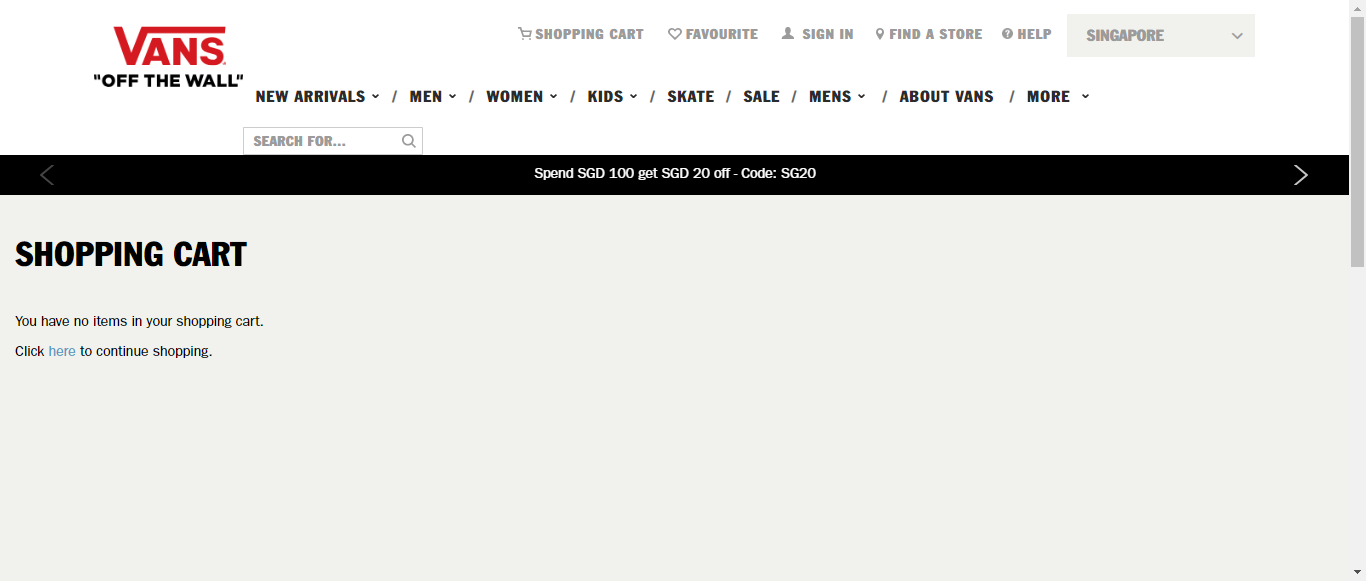 VANS
"OFF THE WALL"
SHOPPING CART FAVOURITE SIGN IN FIND A STORE HELP SINGAPORE
NEW ARRIVALS / MEN / WOMEN / KIDS / SKATE / SALE / MENS / ABOUT VANS / MORE
SEARCH FOR...
Spend SGD 100 get SGD 20 off - Code: SG20
SHOPPING CART
You have no items in your shopping cart.
Click here to continue shopping.